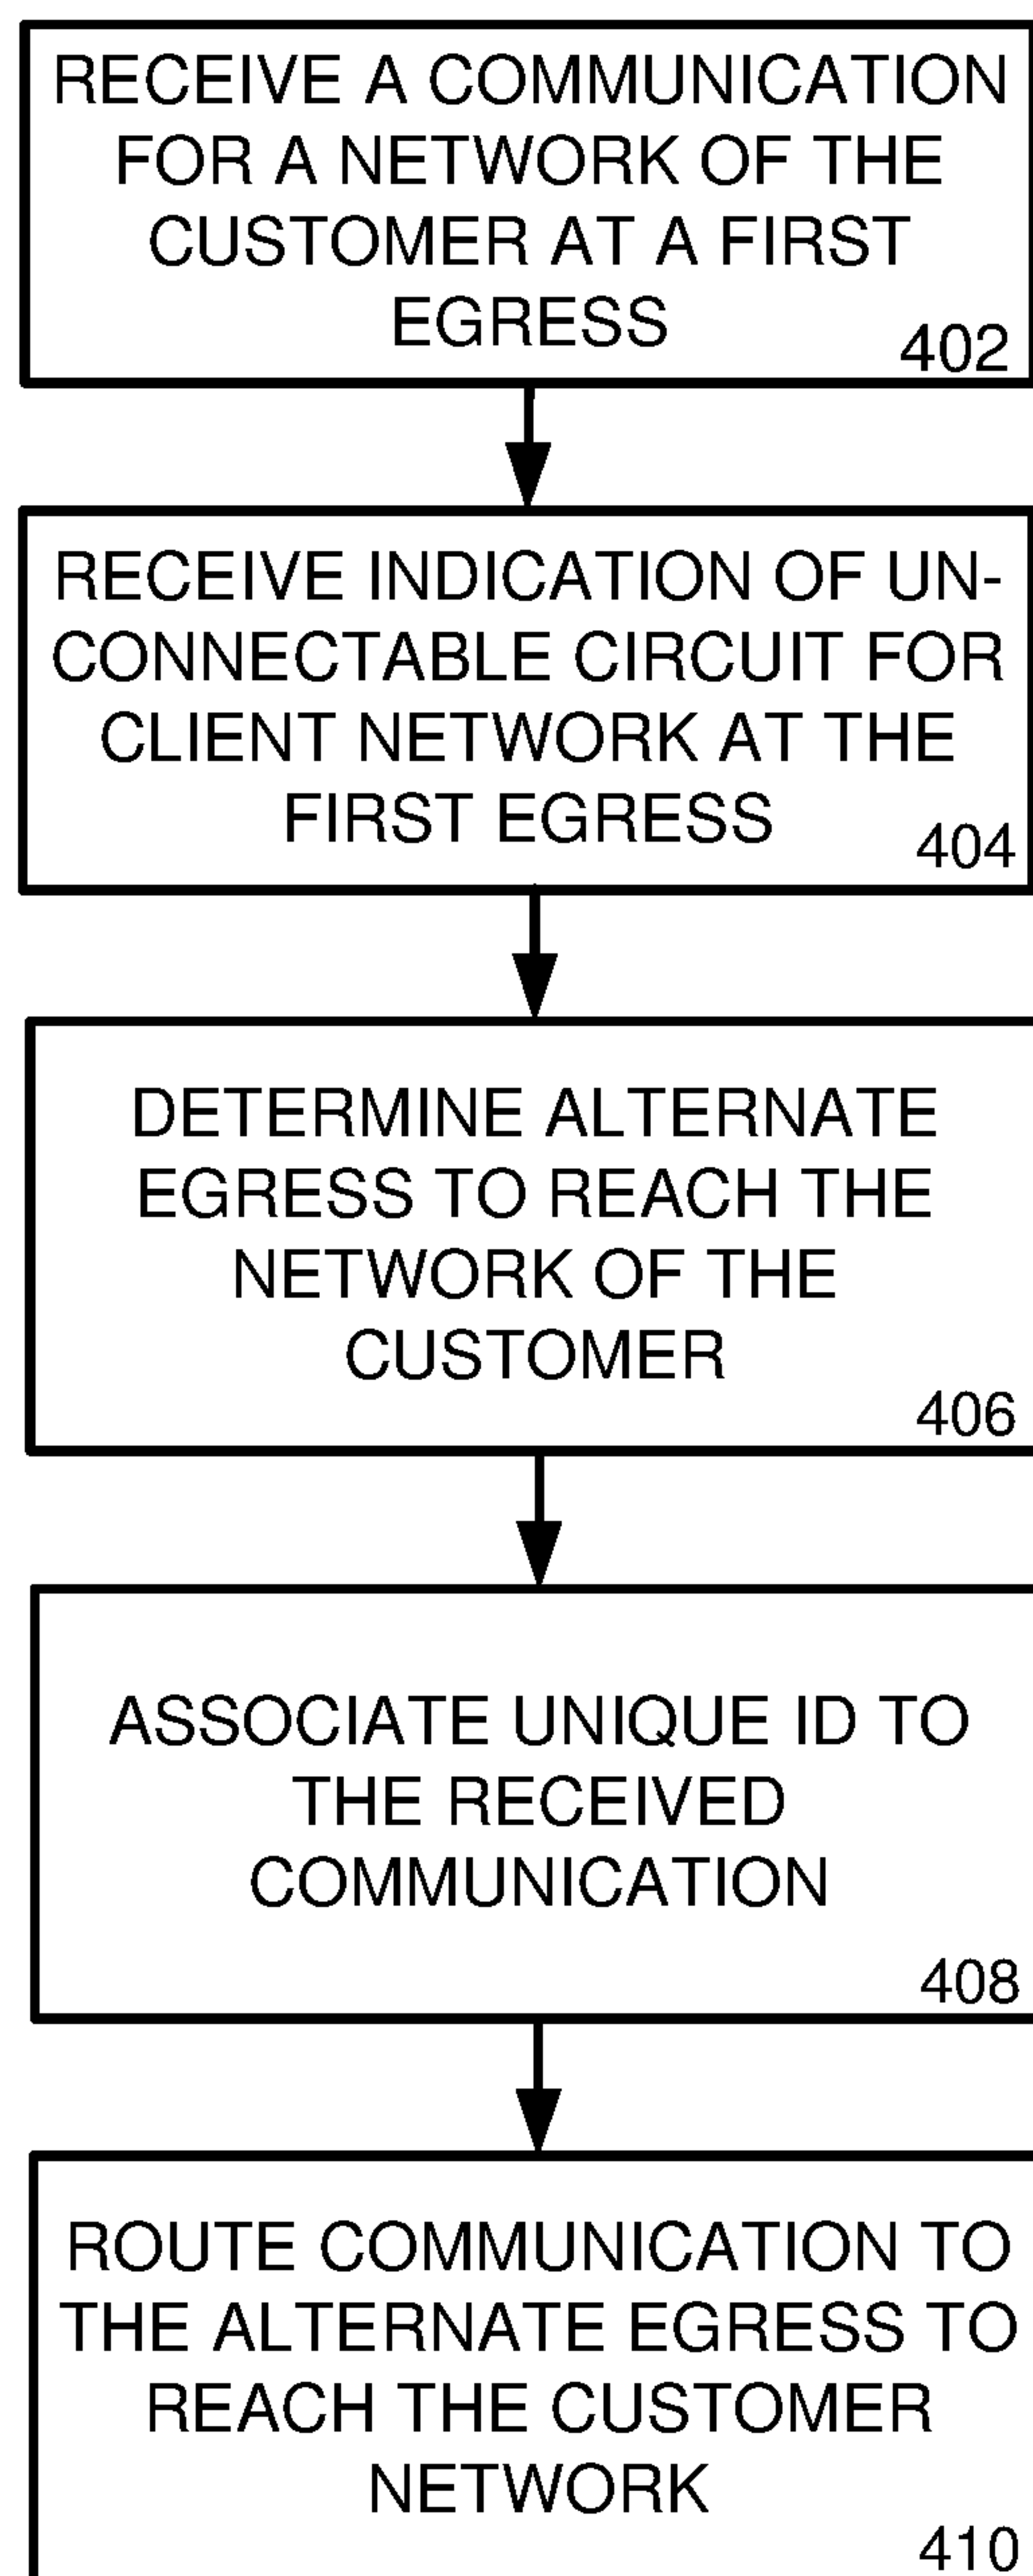 RECEIVE A COMMUNICATION
FOR A NETWORK OF THE
CUSTOMER AT A FIRST
EGRESS
402
RECEIVE INDICATION OF UN-
CONNECTABLE CIRCUIT FOR
CLIENT NETWORK AT THE
FIRST EGRESS
404
DETERMINE ALTERNATE
EGRESS TO REACH THE
NETWORK OF THE
CUSTOMER
406
ASSOCIATE UNIQUE ID TO
THE RECEIVED
COMMUNICATION
408
ROUTE COMMUNICATION TO
THE ALTERNATE EGRESS TO
REACH THE CUSTOMER
NETWORK
410